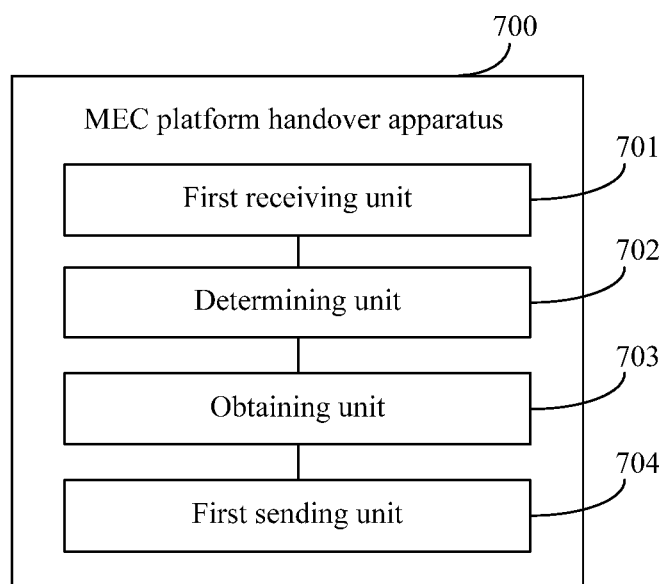 700
MEC platform handover apparatus
701
First receiving unit
702
Determining unit
703
Obtaining unit
704
First sending unit